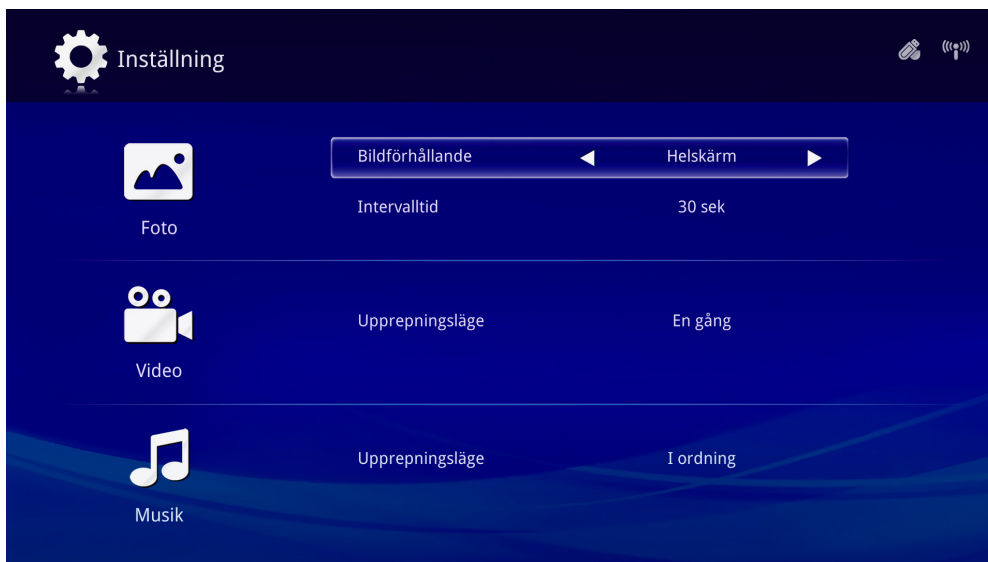 Inställning
Bildförhållande Helskärm
Intervalltid 30 sek
Foto
Upprepningsläge En gång
Video
Upprepningsläge I ordning
Musik